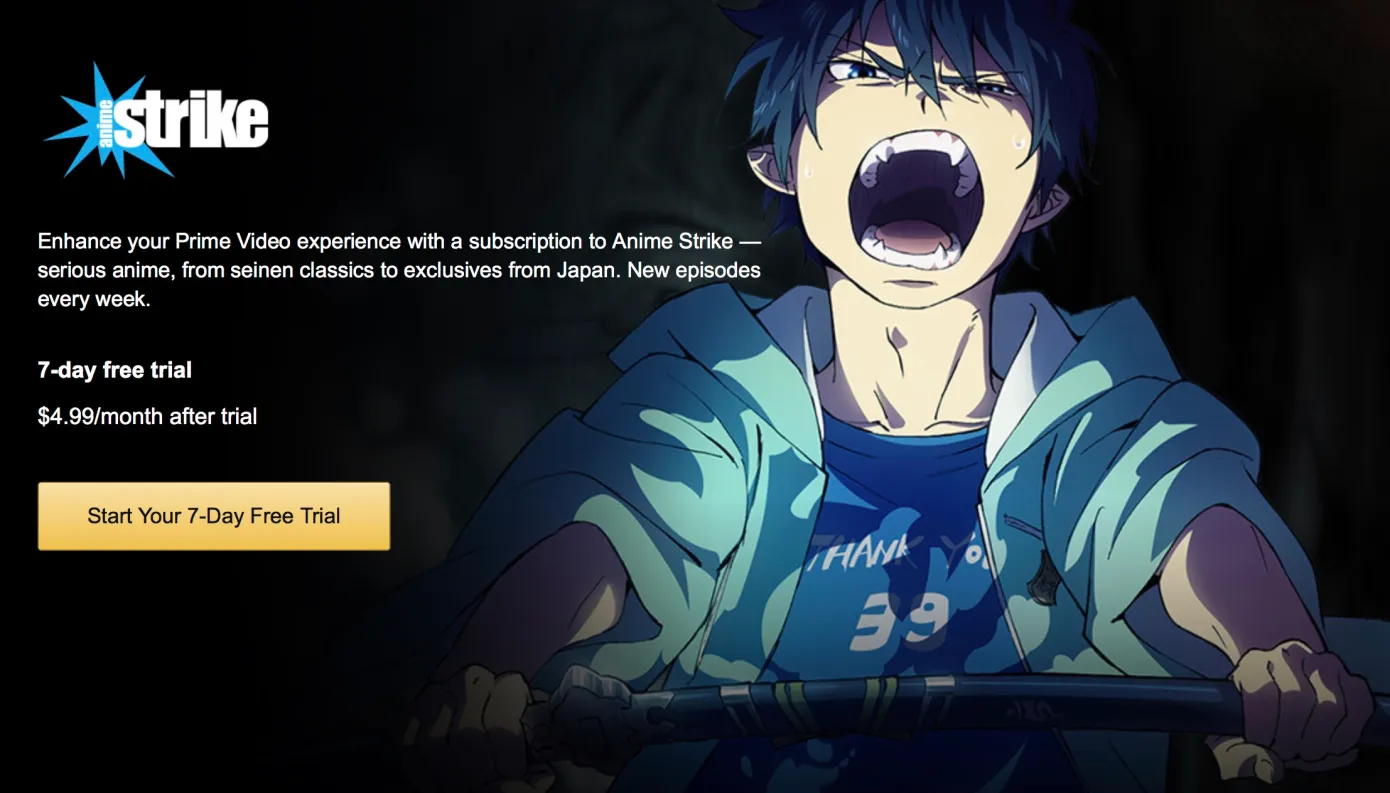 anime strike
Enhance your Prime Video experience with a subscription to Anime Strike —
serious anime, from seinen classics to exclusives from Japan. New episodes
every week.
7-day free trial
$4.99/month after trial
Start Your 7-Day Free Trial
THANK YOU
39